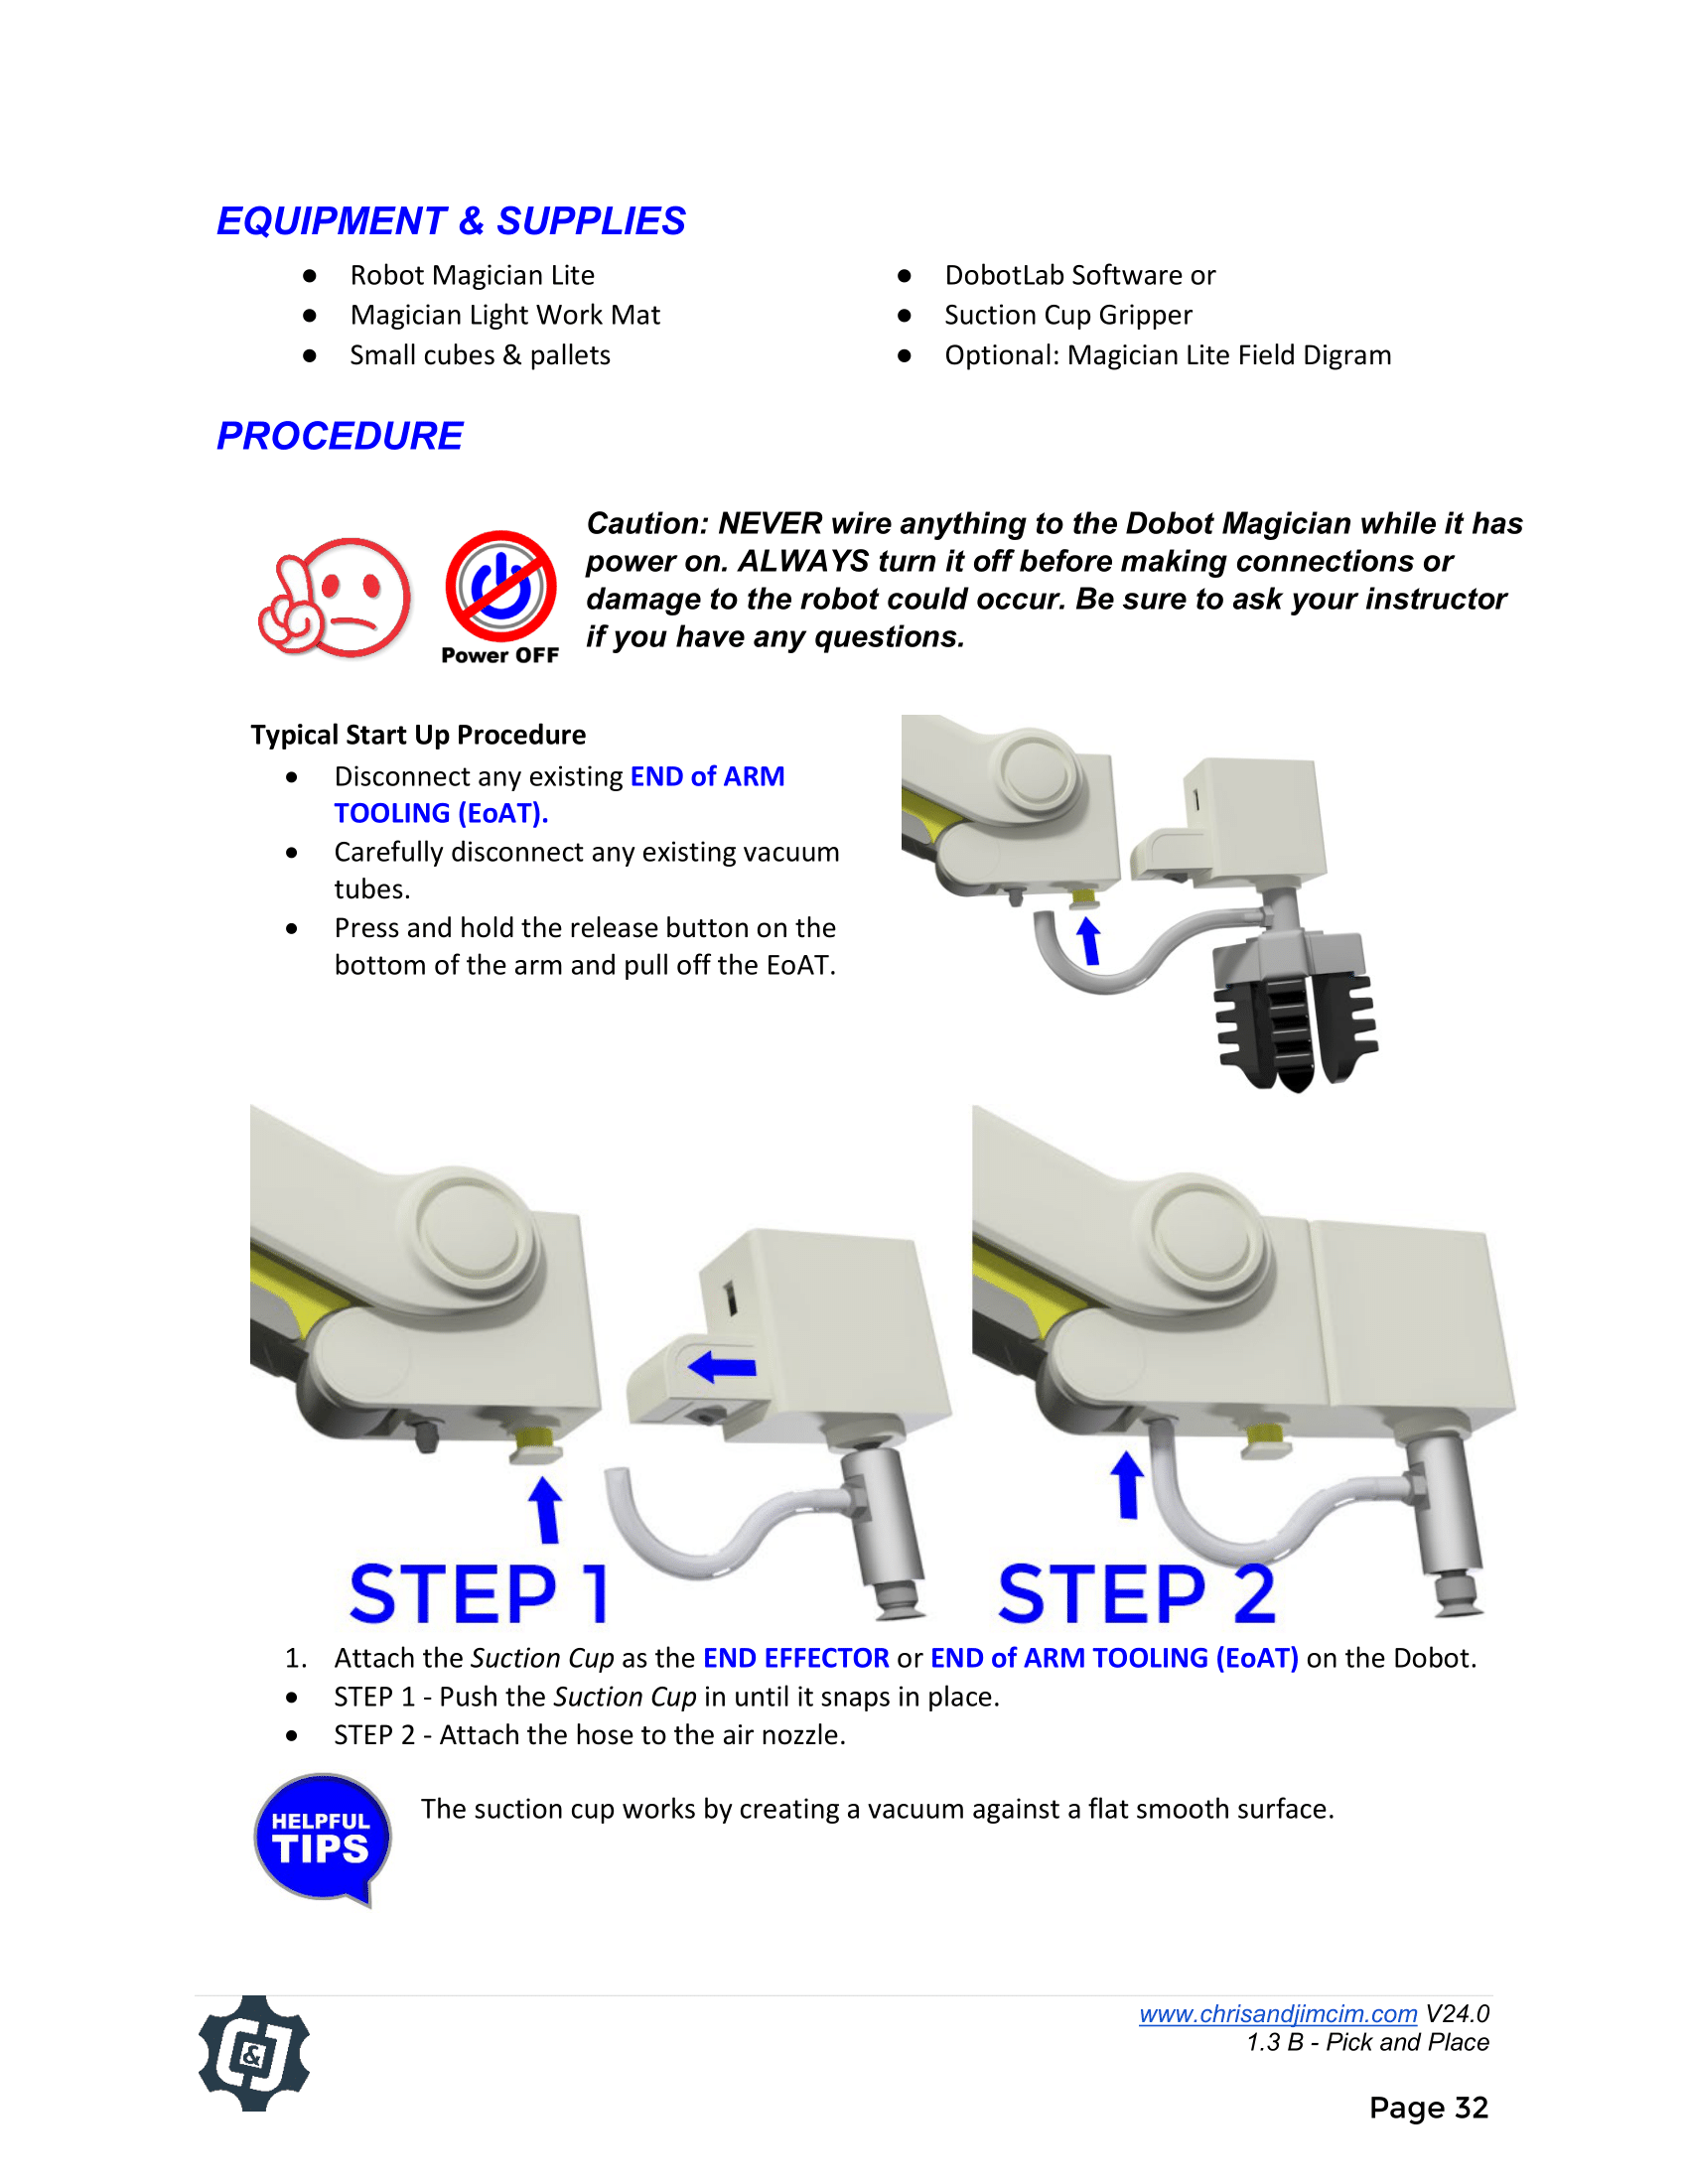 EQUIPMENT & SUPPLIES
● Robot Magician Lite
● Magician Light Work Mat
● Small cubes & pallets
● DobotLab Software or
● Suction Cup Gripper
● Optional: Magician Lite Field Digram
PROCEDURE
Power OFF
Caution: NEVER wire anything to the Dobot Magician while it has
power on. ALWAYS turn it off before making connections or
damage to the robot could occur. Be sure to ask your instructor
if you have any questions.
Typical Start Up Procedure
● Disconnect any existing END of ARM
TOOLING (EoAT).
● Carefully disconnect any existing vacuum
tubes.
● Press and hold the release button on the
bottom of the arm and pull off the EoAT.
STEP 1
STEP 2
1. Attach the Suction Cup as the END EFFECTOR or END of ARM TOOLING (EoAT) on the Dobot.
● STEP 1 - Push the Suction Cup in until it snaps in place.
● STEP 2 - Attach the hose to the air nozzle.
HELPFUL
TIPS
The suction cup works by creating a vacuum against a flat smooth surface.
C&J
www.chrisandjimcim.com V24.0
1.3 B - Pick and Place
Page 32